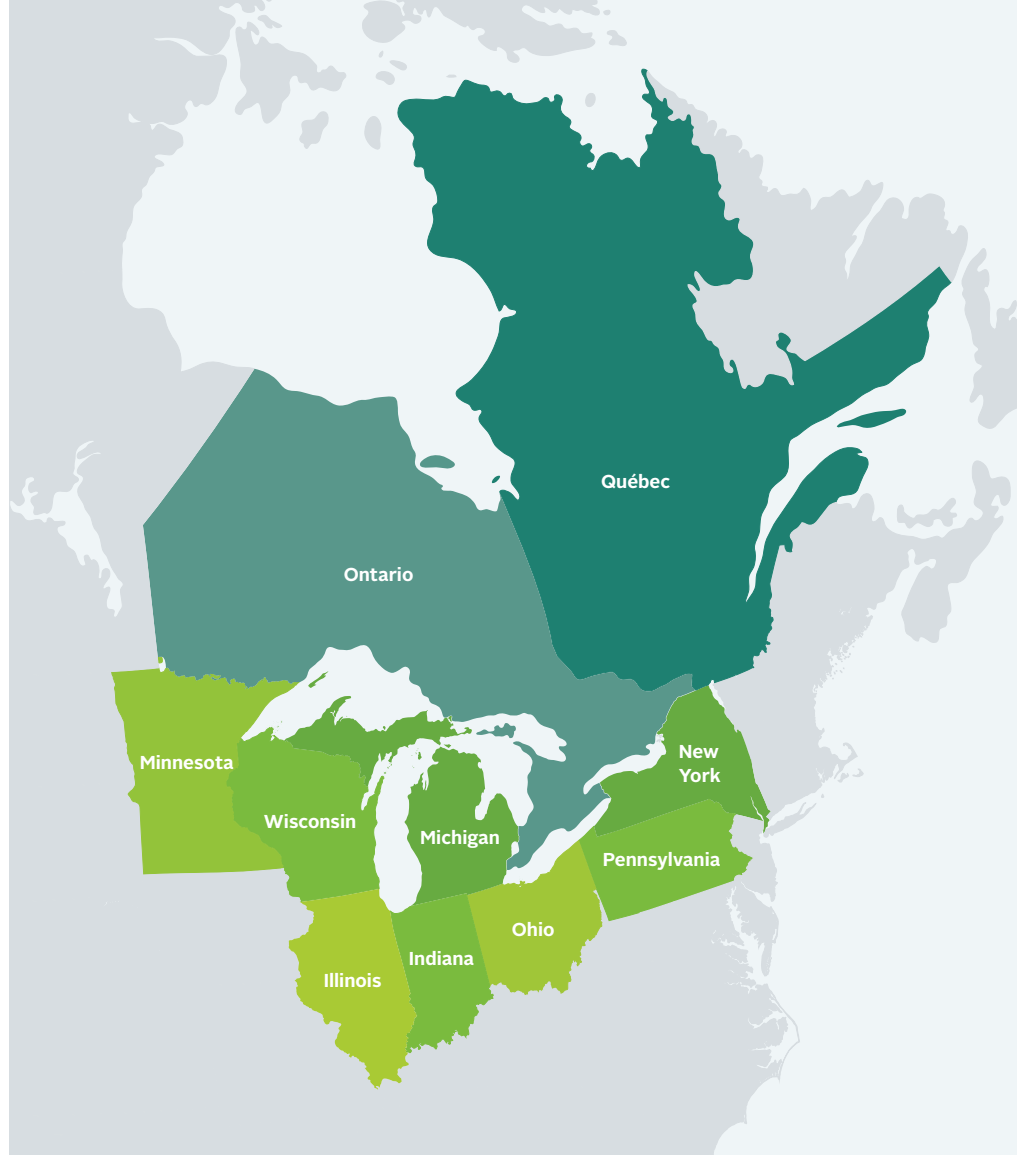 Québec
Ontario
New
York
Minnesota
Wisconsin
Michigan
Pennsylvania
Ohio
Indiana
Illinois